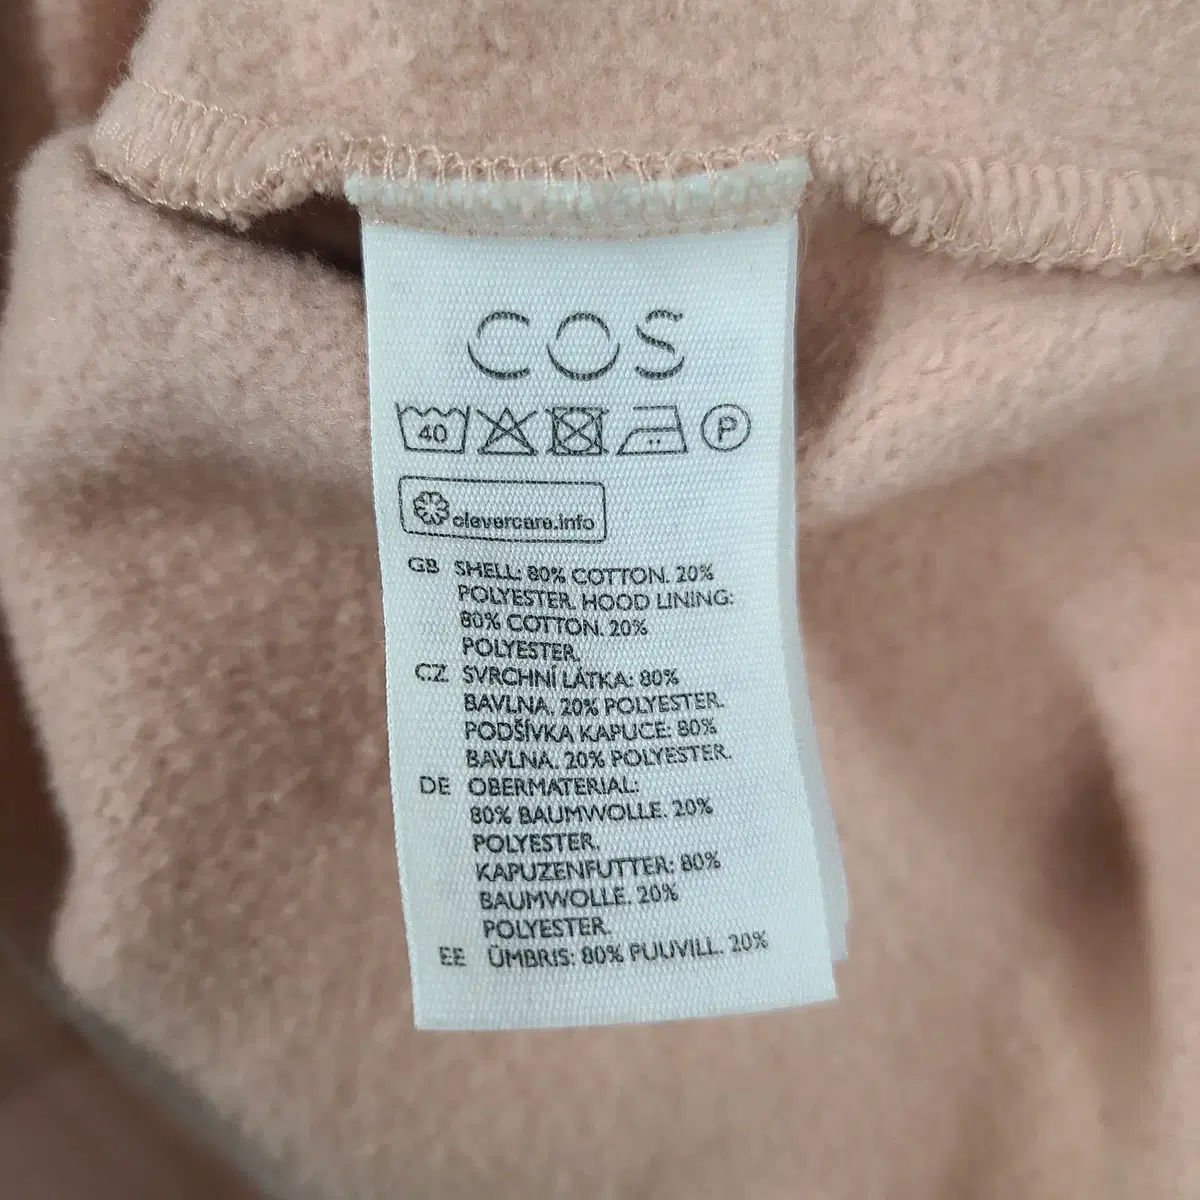 COS
40
P
clevercare.info
GB SHELL: 80% COTTON. 20%
POLYESTER. HOOD LINING:
80% COTTON. 20%
POLYESTER.
CZ SVRCHNÍ LÁTKA: 80%
BAVLNA. 20% POLYESTER.
PODŠÍVKA KAPUCE: 80%
BAVLNA. 20% POLYESTER.
DE OBERMATERIAL:
80% BAUMWOLLE. 20%
POLYESTER.
KAPUZENFUTTER: 80%
BAUMWOLLE. 20%
POLYESTER.
EE ÜMBRIS: 80% PUUVILL. 20%